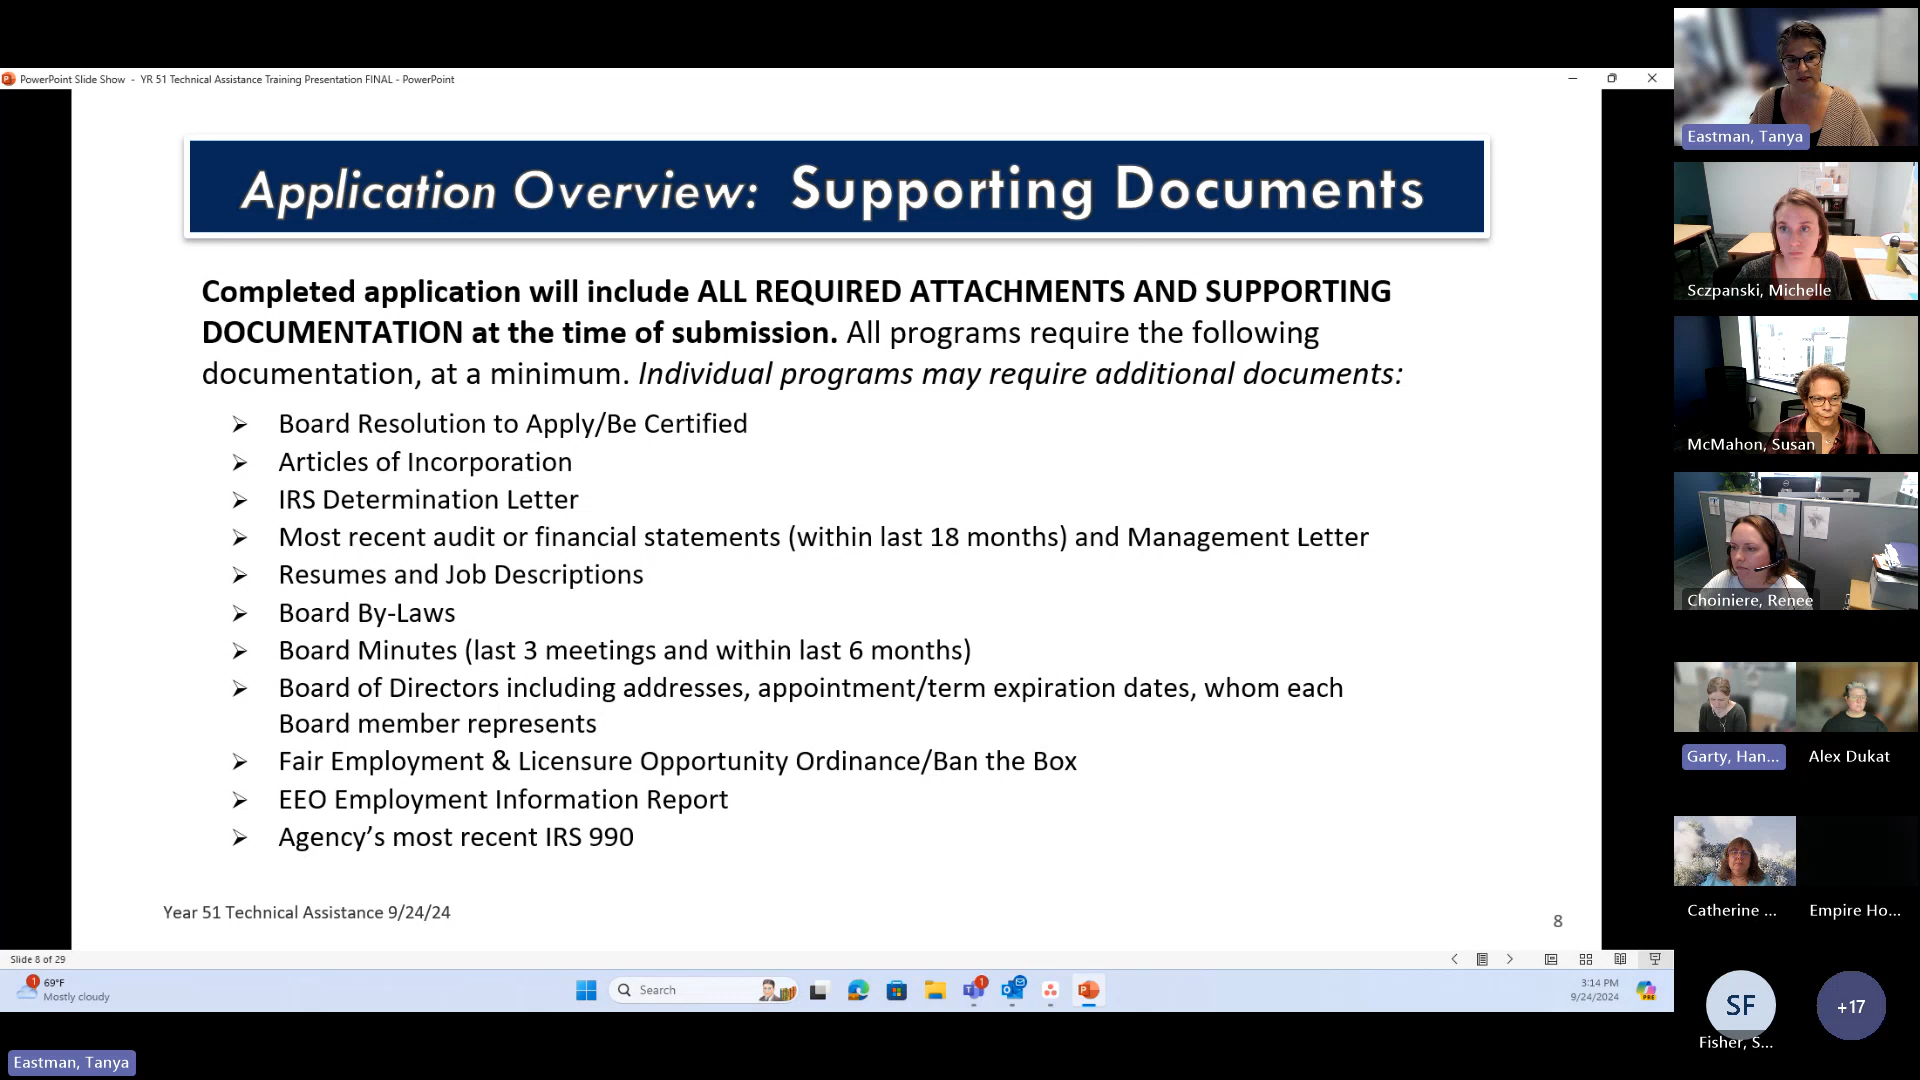 PowerPoint Slide Show - YR 51 Technical Assistance Training Presentation FINAL - PowerPoint
Application Overview: Supporting Documents
Completed application will include ALL REQUIRED ATTACHMENTS AND SUPPORTING
DOCUMENTATION at the time of submission. All programs require the following
documentation, at a minimum. Individual programs may require additional documents:
Board Resolution to Apply/Be Certified
Articles of Incorporation
IRS Determination Letter
Most recent audit or financial statements (within last 18 months) and Management Letter
Resumes and Job Descriptions
Board By-Laws
Board Minutes (last 3 meetings and within last 6 months)
Board of Directors including addresses, appointment/term expiration dates, whom each
Board member represents
Fair Employment & Licensure Opportunity Ordinance/Ban the Box
EEO Employment Information Report
Agency’s most recent IRS 990
Year 51 Technical Assistance 9/24/24
8
Slide 8 of 29
1
69°F
Mostly cloudy
Search
1
3:14 PM
9/24/2024
PRE
Eastman, Tanya
Eastman, Tanya
Sczpanski, Michelle
McMahon, Susan
Choiniere, Renee
Garty, Han...
Alex Dukat
Catherine ...
Empire Ho...
SF
Fisher, S...
+17